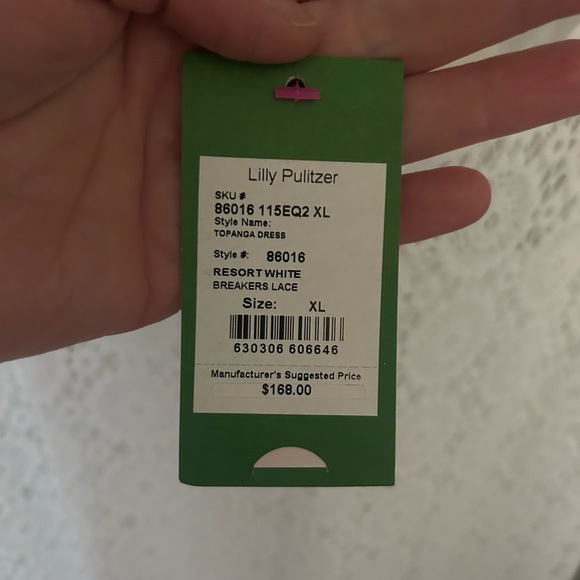 Lilly Pulitzer
SKU #
86016 115EQ2 XL
Style Name:
TOPANGA DRESS
Style #: 86016
RESORT WHITE
BREAKERS LACE
Size: XL
630306 606646
Manufacturer's Suggested Price
$168.00